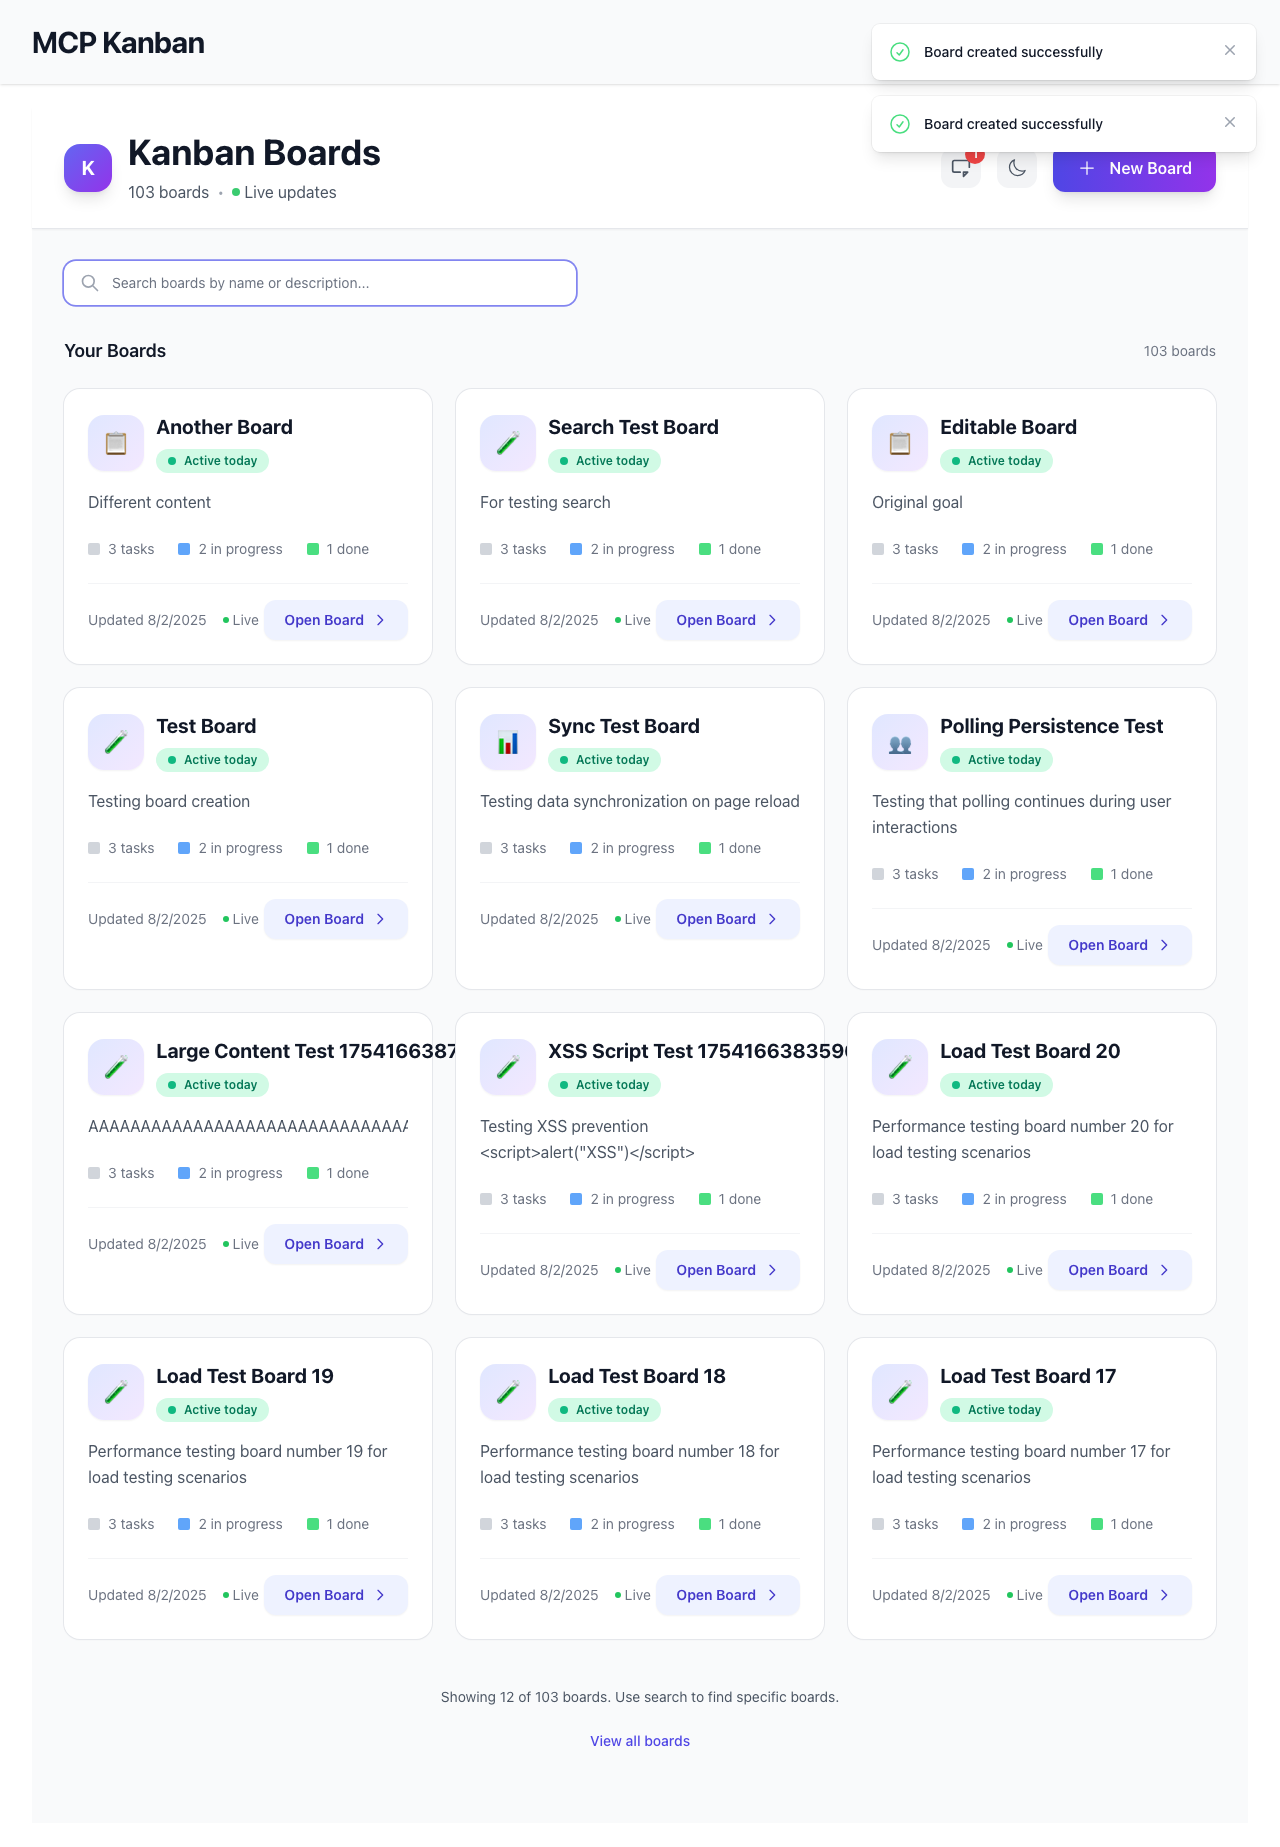 MCP Kanban
Board created successfully
Board created successfully
K
Kanban Boards
103 boards • Live updates
New Board
Search boards by name or description...
Your Boards
103 boards
Another Board
Active today
Different content
3 tasks 2 in progress 1 done
Updated 8/2/2025 Live Open Board
Search Test Board
Active today
For testing search
3 tasks 2 in progress 1 done
Updated 8/2/2025 Live Open Board
Editable Board
Active today
Original goal
3 tasks 2 in progress 1 done
Updated 8/2/2025 Live Open Board
Test Board
Active today
Testing board creation
3 tasks 2 in progress 1 done
Updated 8/2/2025 Live Open Board
Sync Test Board
Active today
Testing data synchronization on page reload
3 tasks 2 in progress 1 done
Updated 8/2/2025 Live Open Board
Polling Persistence Test
Active today
Testing that polling continues during user
interactions
3 tasks 2 in progress 1 done
Updated 8/2/2025 Live Open Board
Large Content Test 1754166387
Active today
3 tasks 2 in progress 1 done
Updated 8/2/2025 Live Open Board
XSS Script Test 175416638359
Active today
Testing XSS prevention
<script>alert("XSS")</script>
3 tasks 2 in progress 1 done
Updated 8/2/2025 Live Open Board
Load Test Board 20
Active today
Performance testing board number 20 for
load testing scenarios
3 tasks 2 in progress 1 done
Updated 8/2/2025 Live Open Board
Load Test Board 19
Active today
Performance testing board number 19 for
load testing scenarios
3 tasks 2 in progress 1 done
Updated 8/2/2025 Live Open Board
Load Test Board 18
Active today
Performance testing board number 18 for
load testing scenarios
3 tasks 2 in progress 1 done
Updated 8/2/2025 Live Open Board
Load Test Board 17
Active today
Performance testing board number 17 for
load testing scenarios
3 tasks 2 in progress 1 done
Updated 8/2/2025 Live Open Board
Showing 12 of 103 boards. Use search to find specific boards.
View all boards